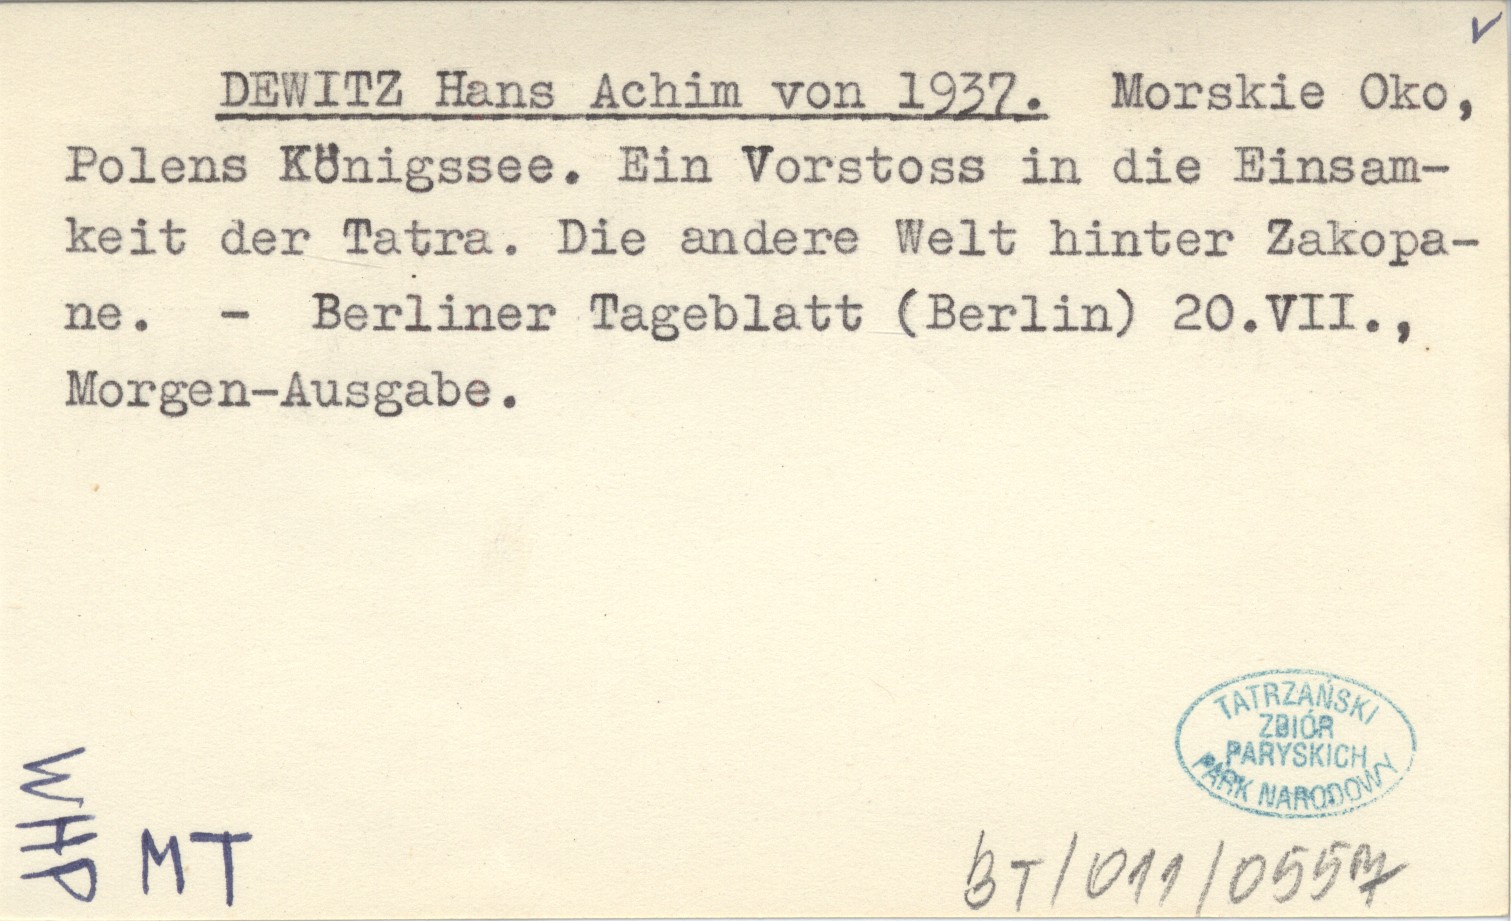 DEWITZ Hans Achim von 1937. Morskie Oko,
Polens Königssee. Ein Vorstoss in die Einsam-
keit der Tatra. Die andere Welt hinter Zakopa-
ne. - Berliner Tageblatt (Berlin) 20.VII.,
Morgen-Ausgabe.
TATRZAŃSKI
ZBIÓR
PARYSKICH
PARK NARODOWY
WHP
MT
BT/011/0557